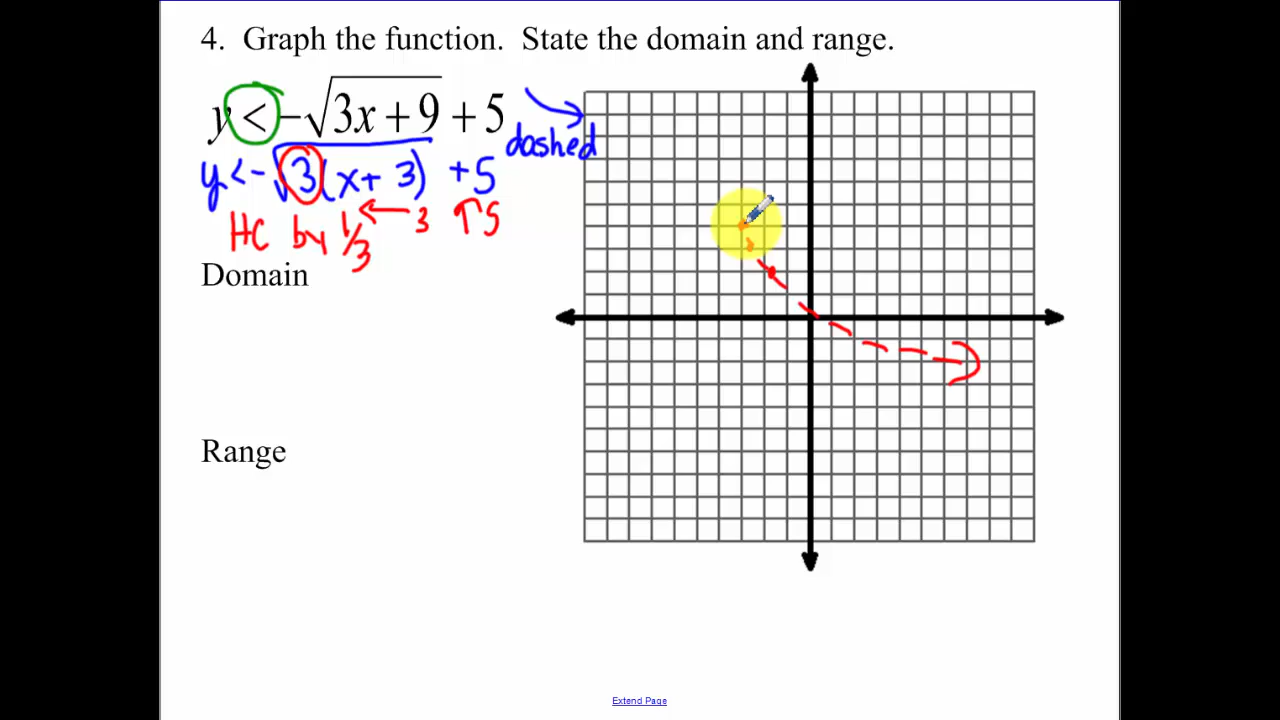 4. Graph the function. State the domain and range.
y < -√3x + 9 + 5
dashed
y < -√3(x + 3) + 5
HC by 1/3 ← 3 ↑5
Domain
Range
Extend Page